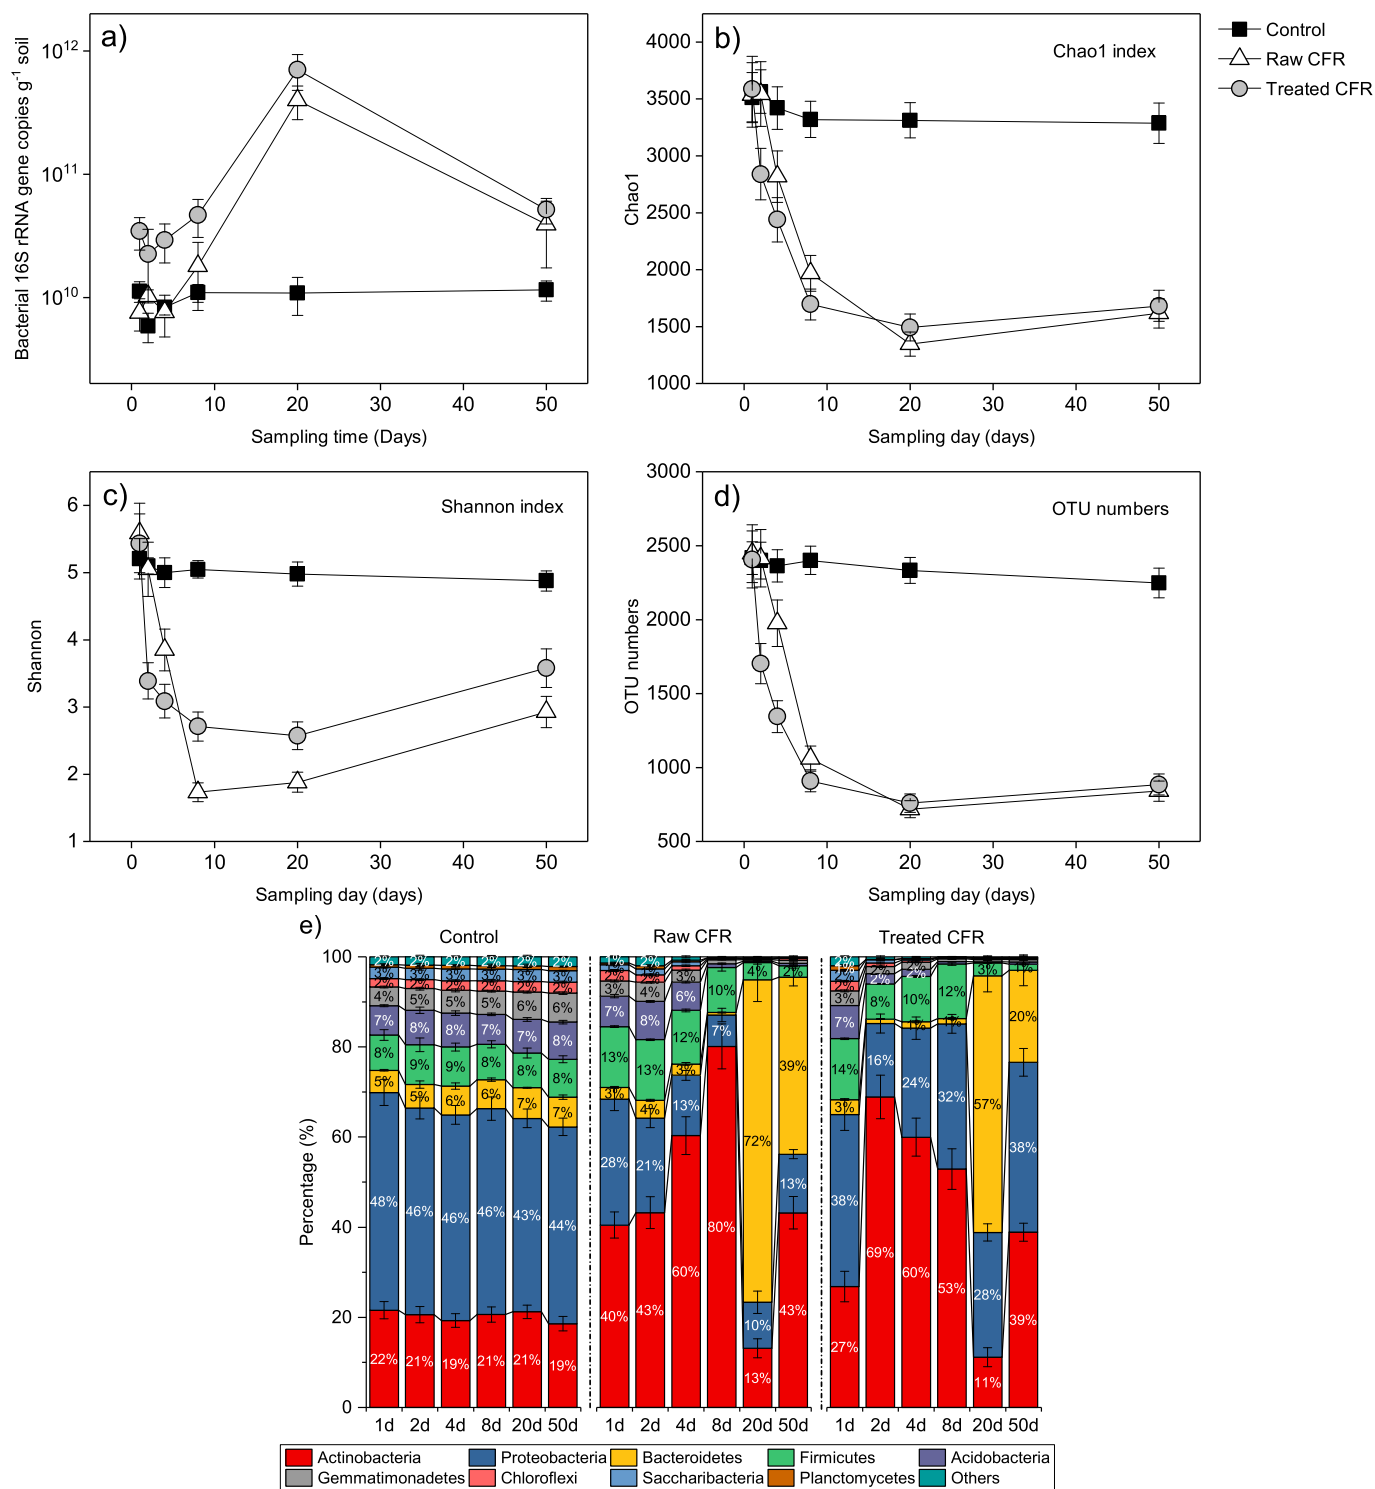 a)
Bacterial 16S rRNA gene copies g-1 soil
10^12
10^11
10^10
0 10 20 30 40 50
Sampling time (Days)
b)
Chao1 index
Chao1
4000
3500
3000
2500
2000
1500
1000
0 10 20 30 40 50
Sampling day (days)
Control
Raw CFR
Treated CFR
c)
Shannon index
Shannon
6
5
4
3
2
1
0 10 20 30 40 50
Sampling day (days)
d)
OTU numbers
OTU numbers
3000
2500
2000
1500
1000
500
0 10 20 30 40 50
Sampling day (days)
e)
Control Raw CFR Treated CFR
Percentage (%)
100
80
60
40
20
0
2% 2% 2% 2% 2% 2%
3% 3% 3% 3% 3% 3%
2% 2% 2% 2% 2% 2%
4% 5% 5% 5% 6% 6%
7% 8% 8% 7% 7% 8%
8% 9% 9% 8% 8% 8%
5% 5% 6% 6% 7% 7%
48% 46% 46% 46% 43% 44%
22% 21% 19% 21% 21% 19%
2% 2%
3% 4% 3%
7% 8% 6%
13% 13% 12% 10% 4% 2%
3% 4% 3% 72% 39%
28% 21% 13% 7% 10% 13%
40% 43% 60% 80% 13% 43%
2%
1%
2%
3% 2% 2%
7% 2% 2%
14% 8% 10% 12% 3% 1%
3% 1% 1% 57% 20%
38% 16% 24% 32% 28% 38%
27% 69% 60% 53% 11% 39%
1d 2d 4d 8d 20d 50d 1d 2d 4d 8d 20d 50d 1d 2d 4d 8d 20d 50d
Actinobacteria Proteobacteria Bacteroidetes Firmicutes Acidobacteria
Gemmatimonadetes Chloroflexi Saccharibacteria Planctomycetes Others